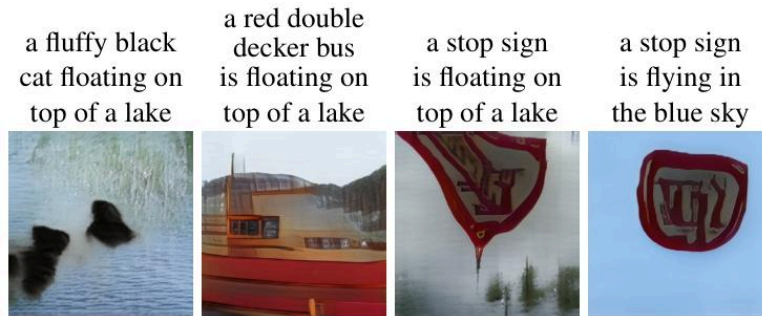 a fluffy black
cat floating on
top of a lake
a red double
decker bus
is floating on
top of a lake
a stop sign
is floating on
top of a lake
a stop sign
is flying in
the blue sky